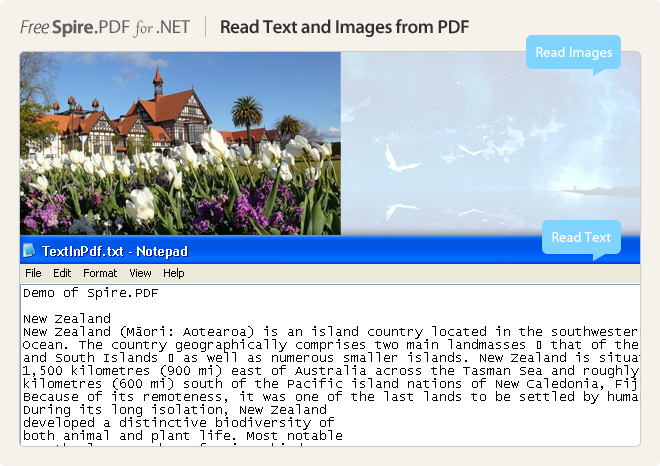 Free Spire.PDF for .NET | Read Text and Images from PDF
Read Images
Read Text
TextInPdf.txt - Notepad
File Edit Format View Help
Demo of Spire.PDF
New Zealand
New Zealand (Māori: Aotearoa) is an island country located in the southwester
Ocean. The country geographically comprises two main landmasses ▯ that of the
and South Islands ▯ as well as numerous smaller islands. New Zealand is situa
1,500 kilometres (900 mi) east of Australia across the Tasman Sea and roughly
kilometres (600 mi) south of the Pacific island nations of New Caledonia, Fij
Because of its remoteness, it was one of the last lands to be settled by huma
During its long isolation, New Zealand
developed a distinctive biodiversity of
both animal and plant life. Most notable